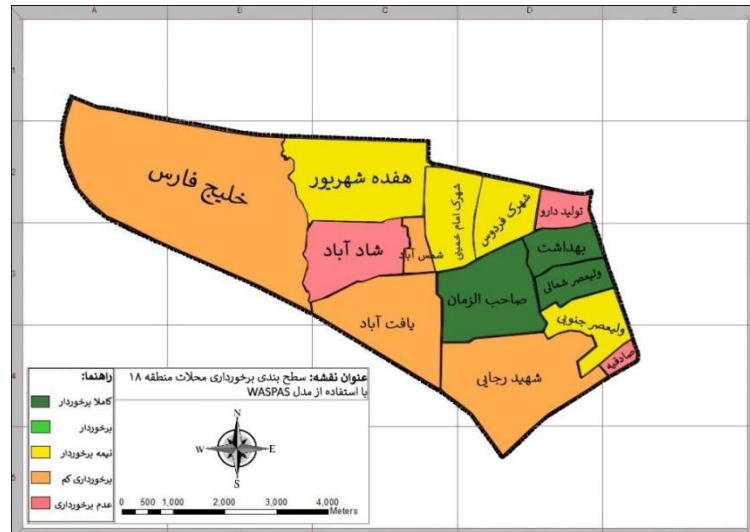 A B C D E
1
2
3
4
5
خلیج فارس
هفده شهریور
شهرک امام خمینی
شهرک فردوس
تولید دارو
بهداشت
ولیعصر شمالی
ولیعصر جنوبی
صادقیه
شاد آباد
شمس آباد
صاحب الزمان
یافت آباد
شهید رجایی
راهنما:
کاملا برخوردار
برخوردار
نیمه برخوردار
برخورداری کم
عدم برخورداری
عنوان نقشه: سطح بندی برخورداری محلات منطقه ۱۸
با استفاده از مدل WASPAS
N
W E
S
0 500 1,000 2,000 3,000 4,000
Meters